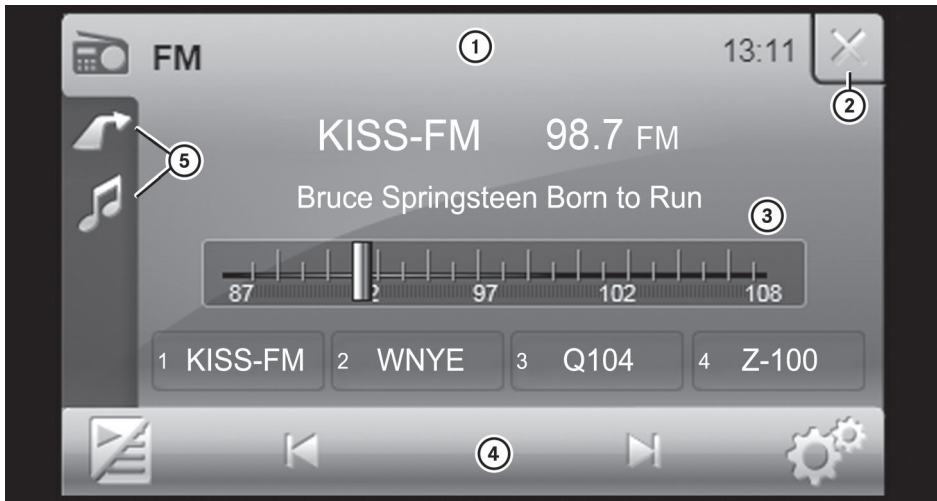 FM 1 13:11
2
KISS-FM 98.7 FM
5
Bruce Springsteen Born to Run
3
87 2 97 102 108
1 KISS-FM 2 WNYE 3 Q104 4 Z-100
4